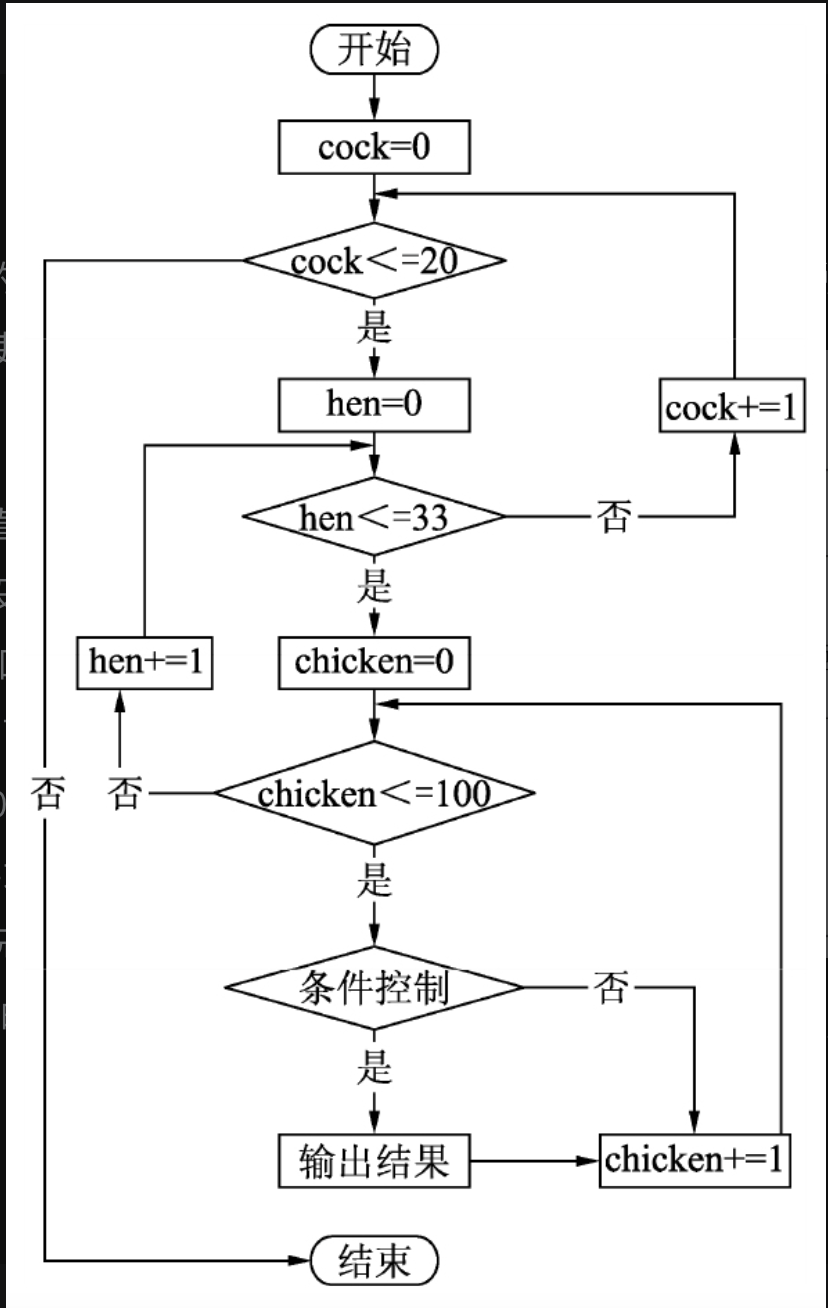 开始
cock=0
cock<=20
是
hen=0
cock+=1
hen<=33
否
是
hen+=1
chicken=0
否
否
chicken<=100
是
条件控制
否
是
输出结果
chicken+=1
结束